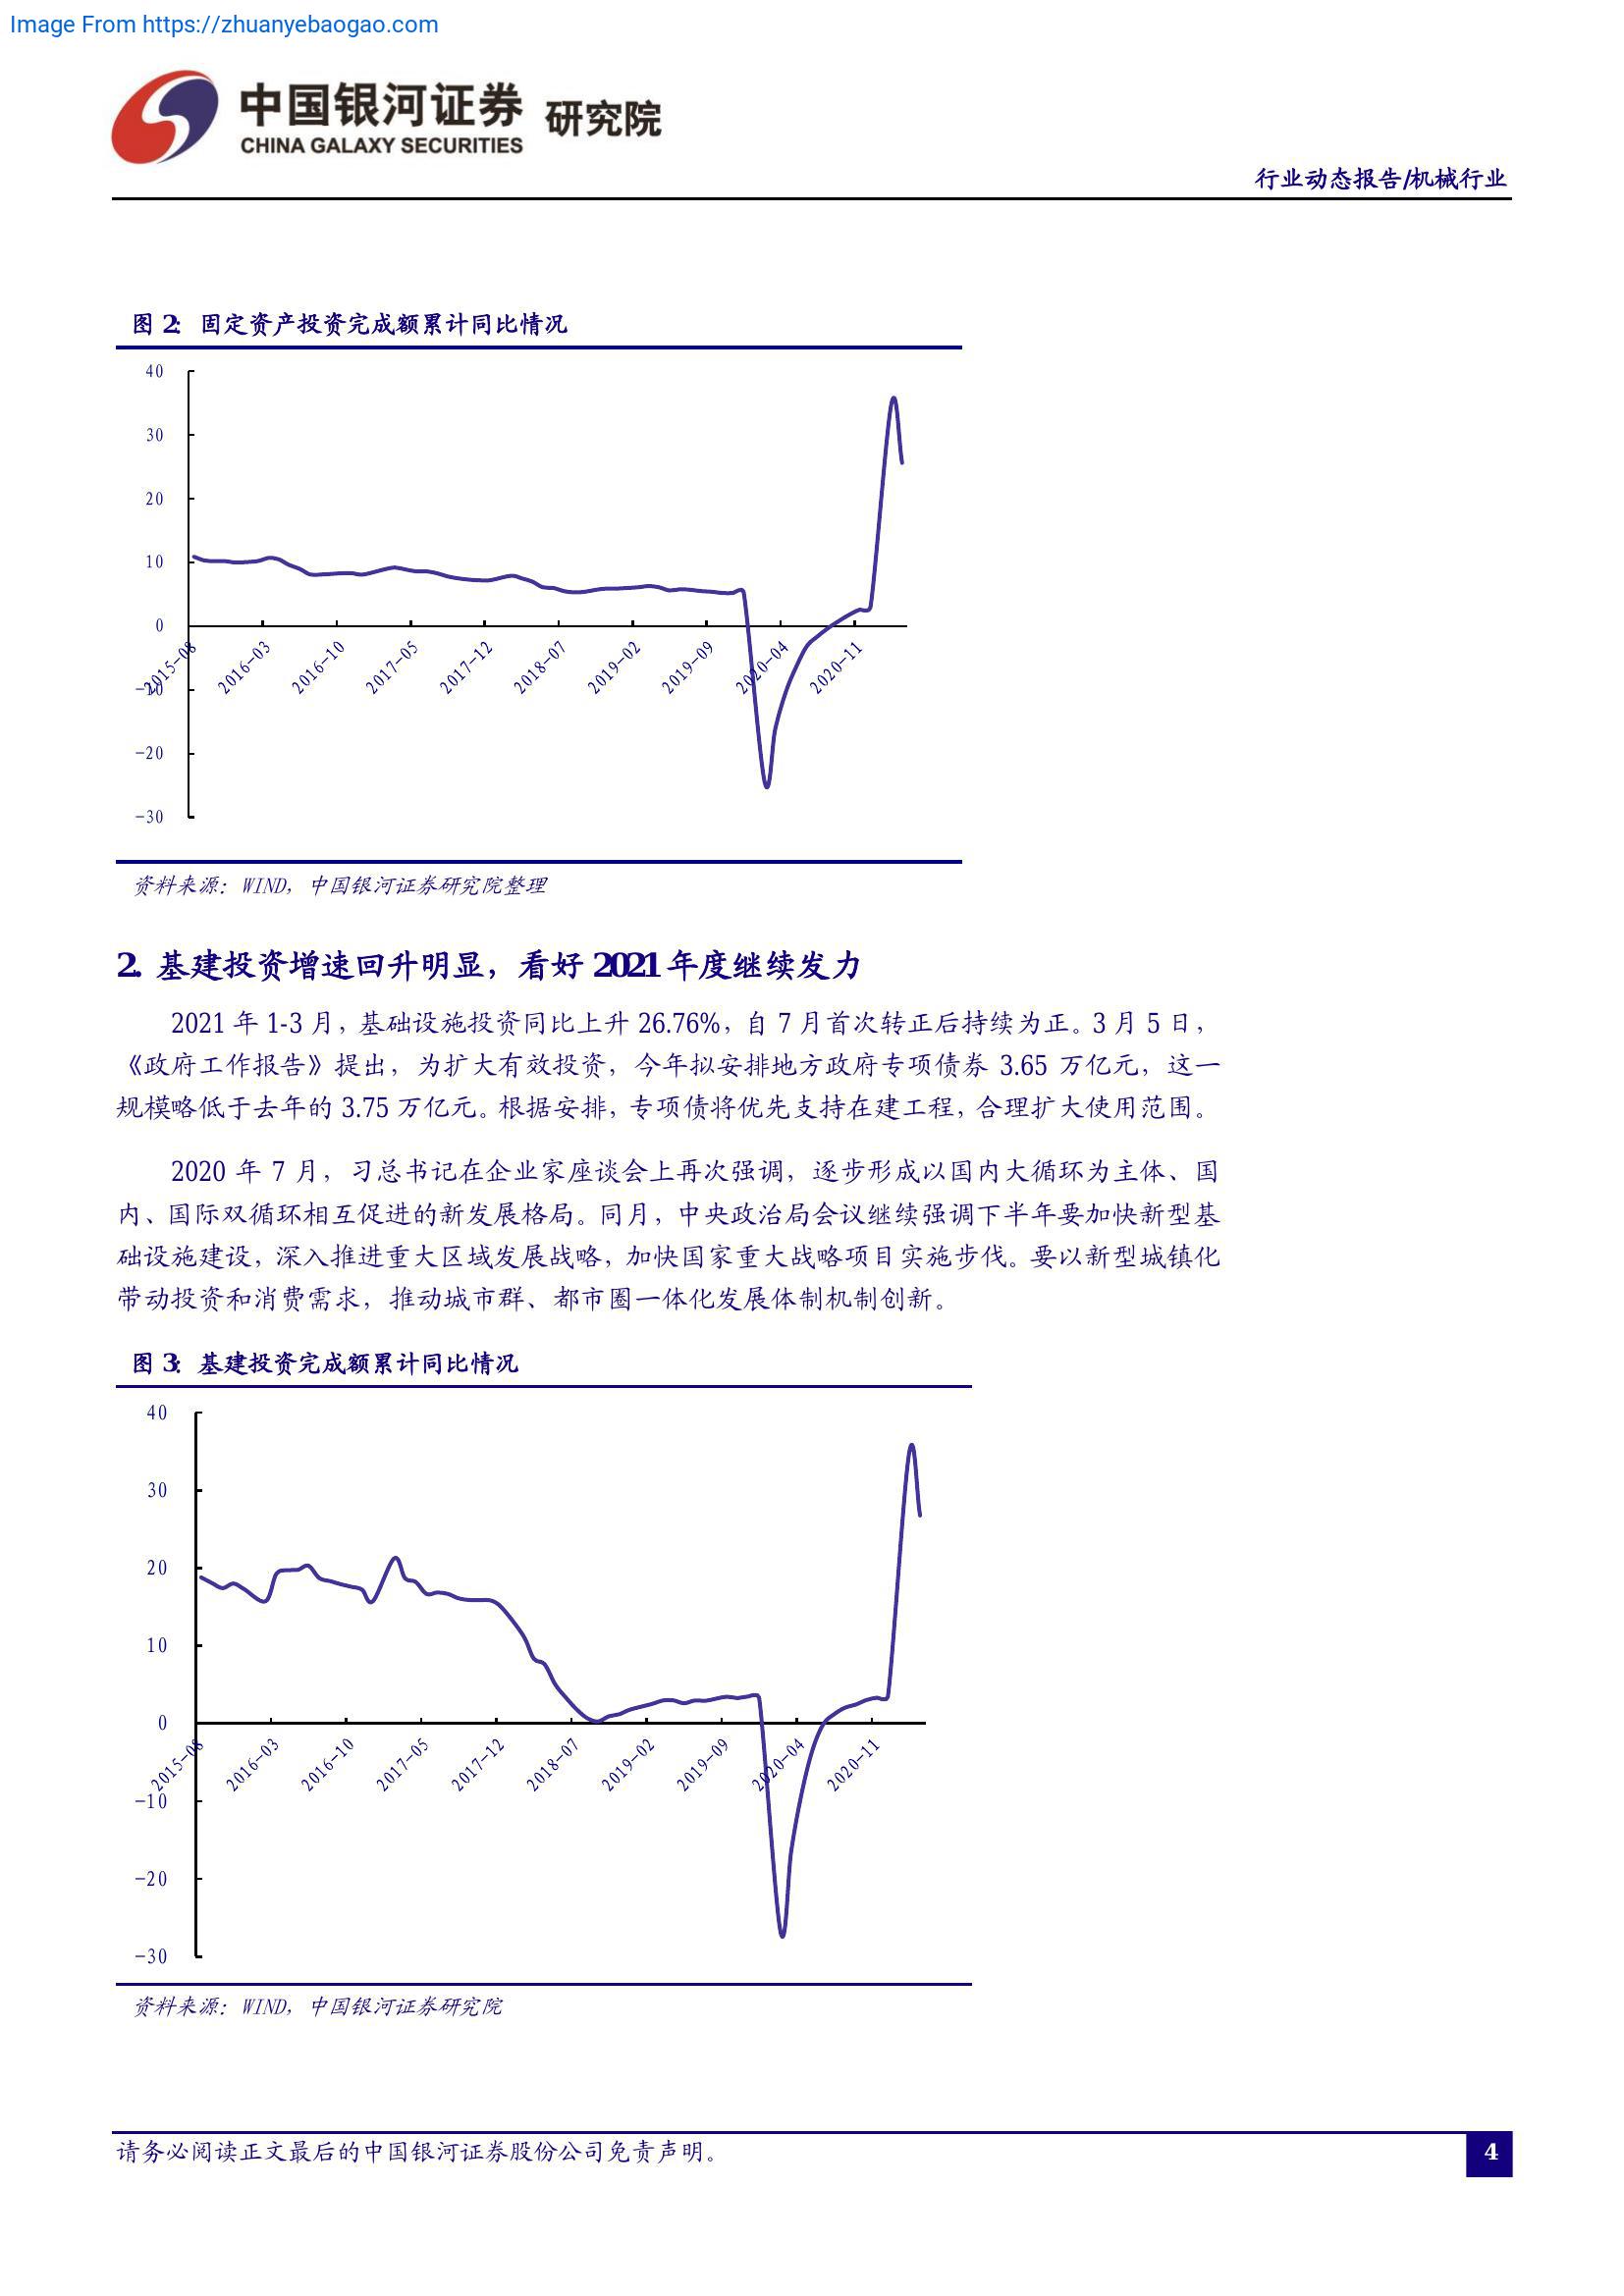 Image From https://zhuanyebaogao.com
中国银河证券 研究院
CHINA GALAXY SECURITIES
行业动态报告/机械行业
图 2: 固定资产投资完成额累计同比情况
40
30
20
10
0
-10
-20
-30
2015-08
2016-03
2016-10
2017-05
2017-12
2018-07
2019-02
2019-09
2020-04
2020-11
资料来源: WIND, 中国银河证券研究院整理
2. 基建投资增速回升明显，看好 2021 年度继续发力
2021 年 1-3 月，基础设施投资同比上升 26.76%，自 7 月首次转正后持续为正。3 月 5 日，
《政府工作报告》提出，为扩大有效投资，今年拟安排地方政府专项债券 3.65 万亿元，这一
规模略低于去年的 3.75 万亿元。根据安排，专项债将优先支持在建工程，合理扩大使用范围。
2020 年 7 月，习总书记在企业家座谈会上再次强调，逐步形成以国内大循环为主体、国
内、国际双循环相互促进的新发展格局。同月，中央政治局会议继续强调下半年要加快新型基
础设施建设，深入推进重大区域发展战略，加快国家重大战略项目实施步伐。要以新型城镇化
带动投资和消费需求，推动城市群、都市圈一体化发展体制机制创新。
图 3: 基建投资完成额累计同比情况
40
30
20
10
0
-10
-20
-30
2015-08
2016-03
2016-10
2017-05
2017-12
2018-07
2019-02
2019-09
2020-04
2020-11
资料来源: WIND, 中国银河证券研究院
请务必阅读正文最后的中国银河证券股份公司免责声明。
4